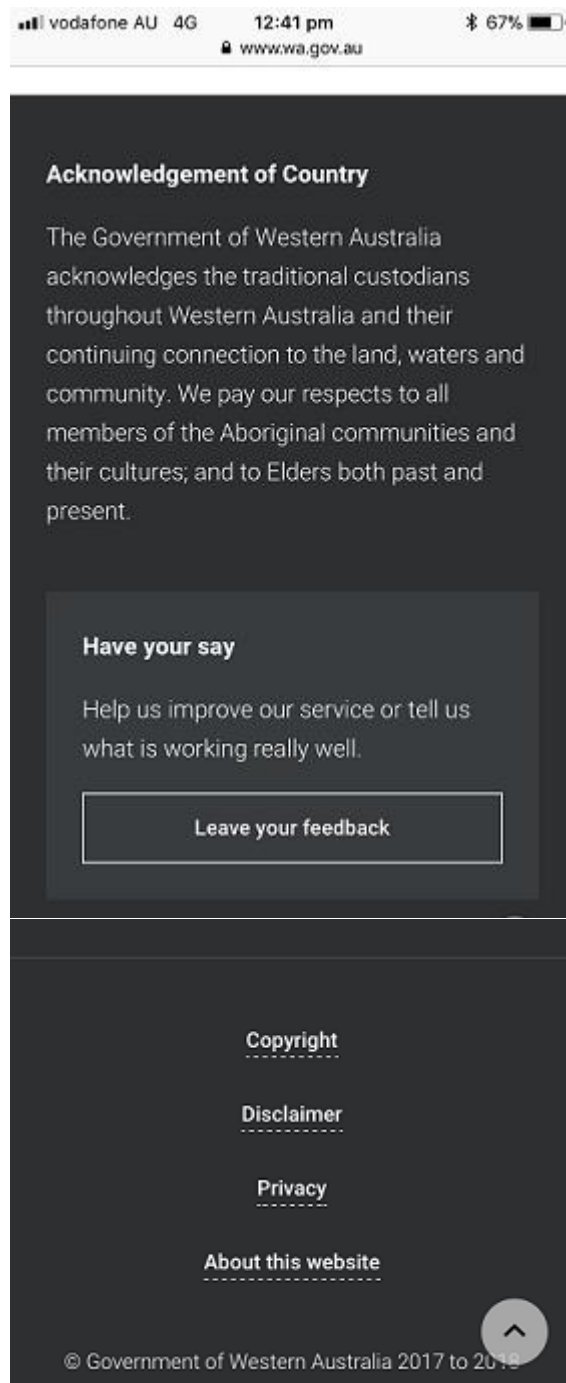 vodafone AU 4G 12:41 pm 67%
www.wa.gov.au
Acknowledgement of Country
The Government of Western Australia
acknowledges the traditional custodians
throughout Western Australia and their
continuing connection to the land, waters and
community. We pay our respects to all
members of the Aboriginal communities and
their cultures; and to Elders both past and
present.
Have your say
Help us improve our service or tell us
what is working really well.
Leave your feedback
Copyright
Disclaimer
Privacy
About this website
© Government of Western Australia 2017 to 2018